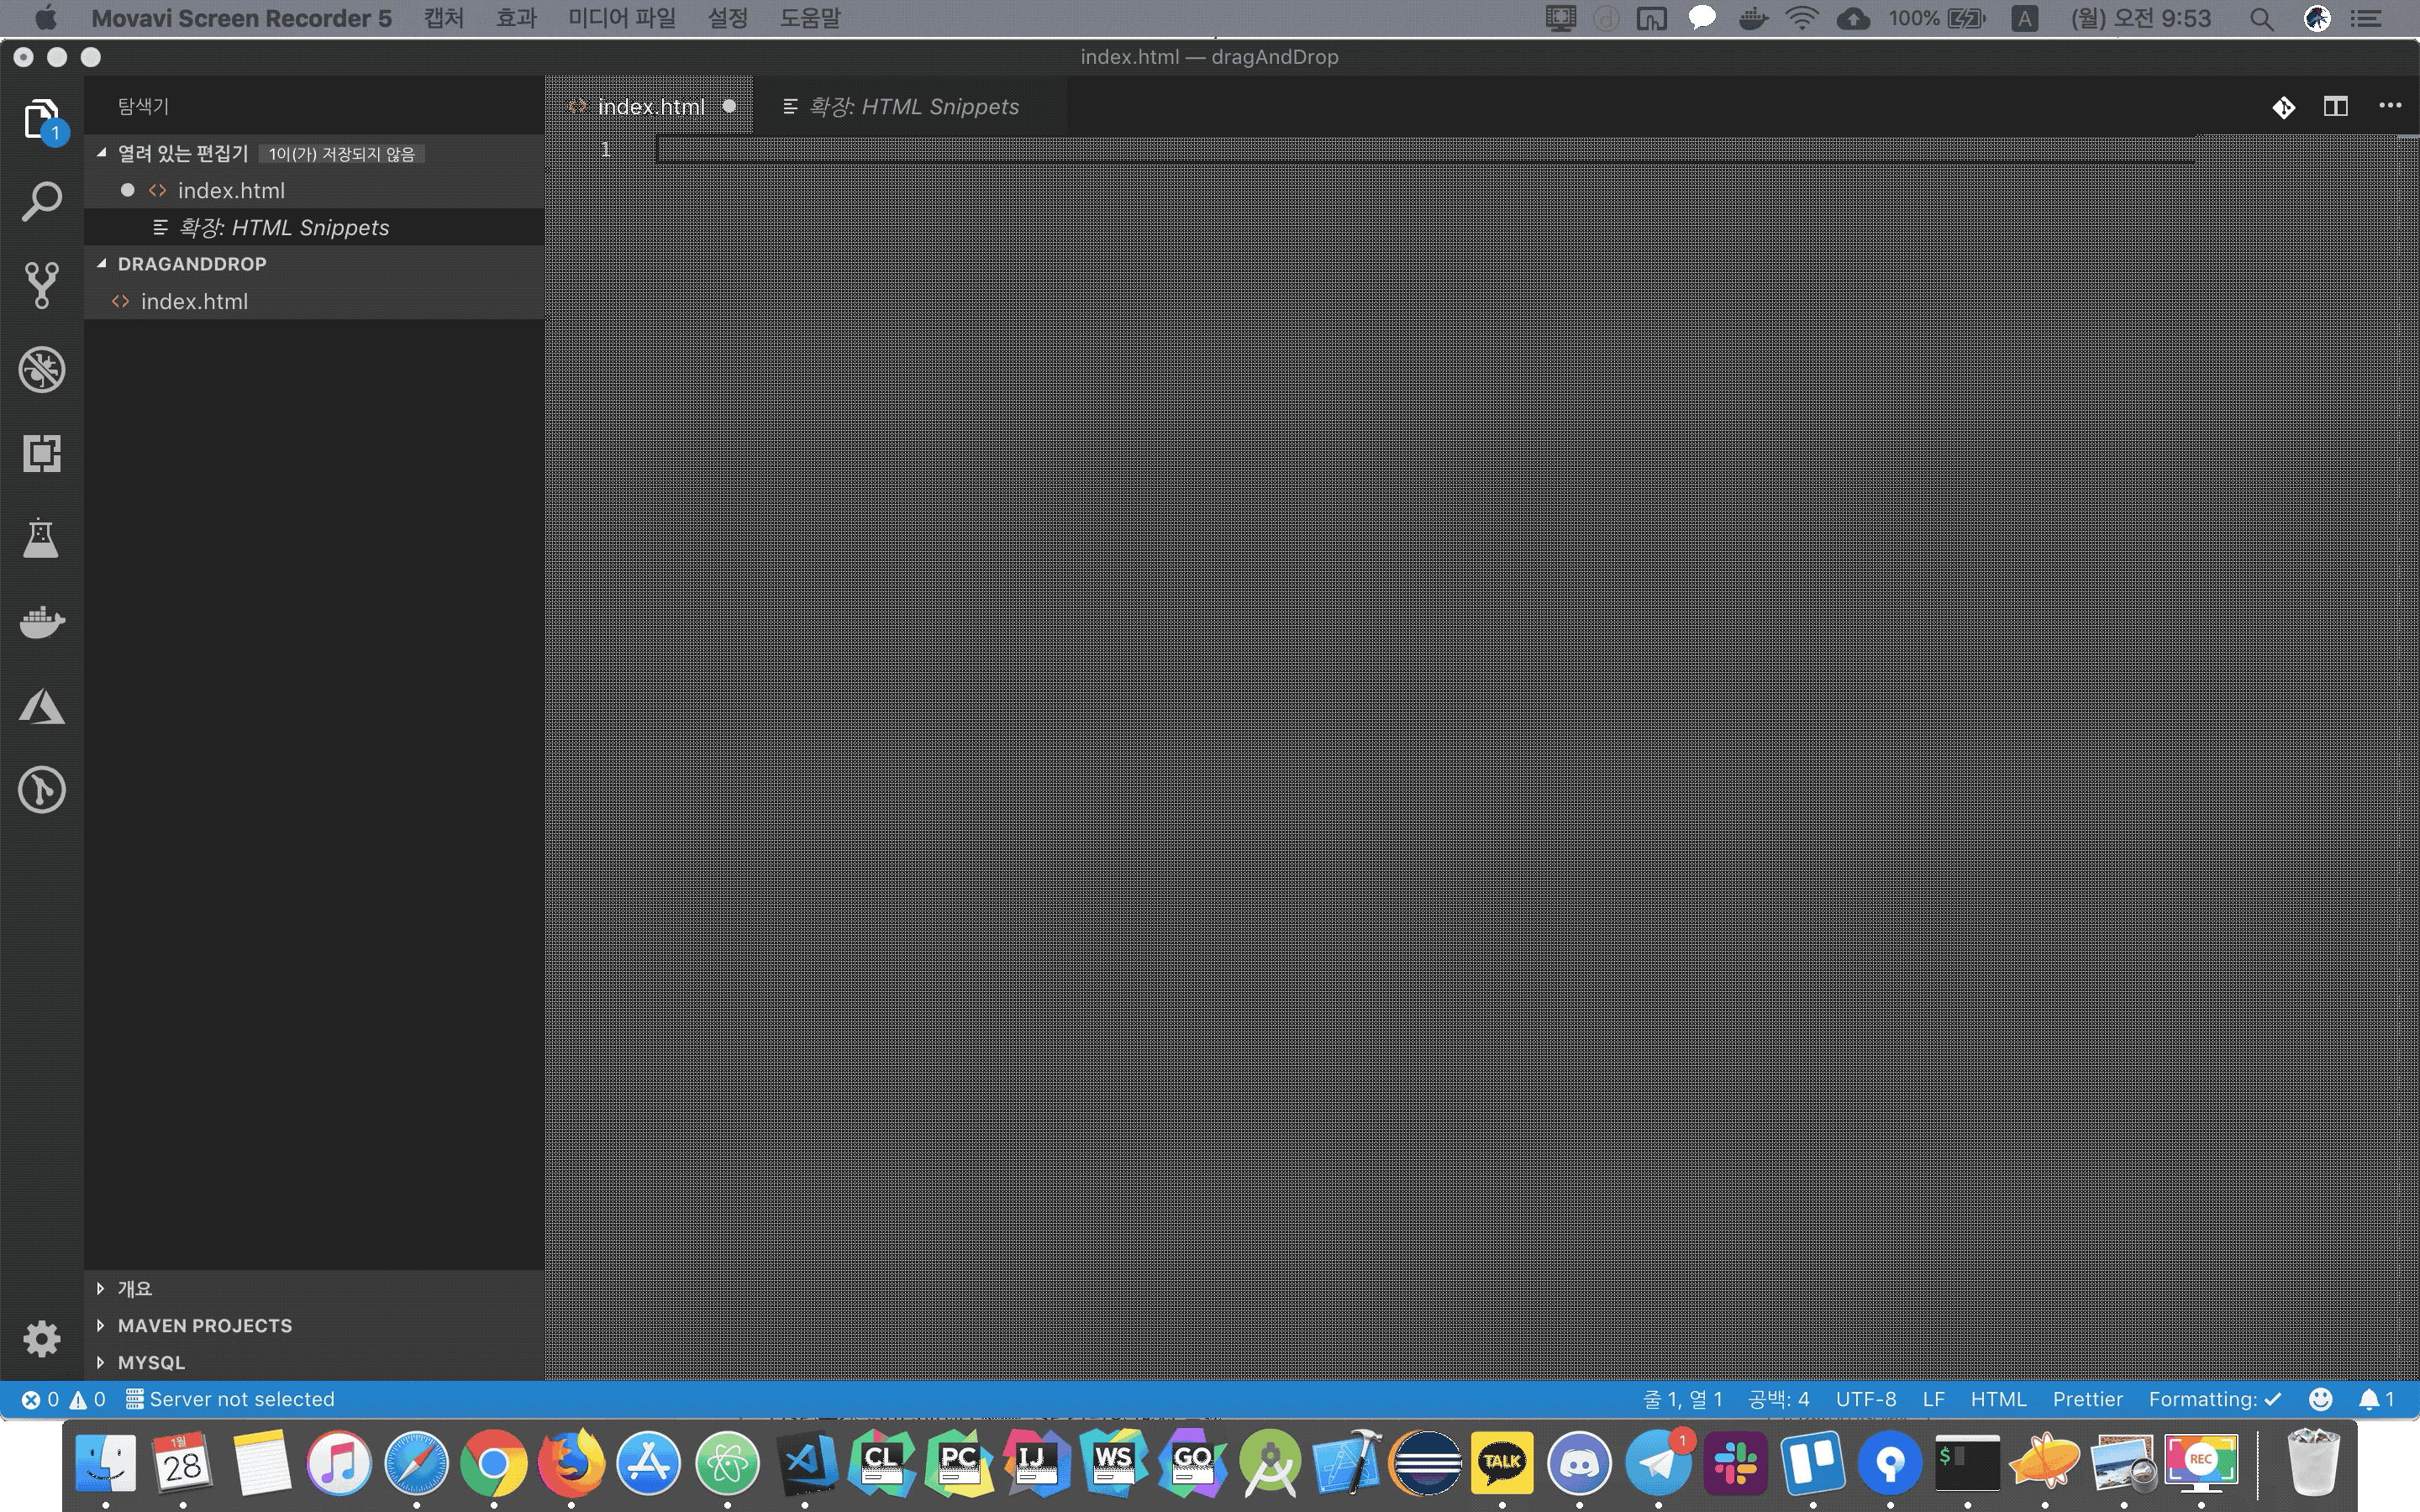 Movavi Screen Recorder 5 캡처 효과 미디어 파일 설정 도움말 100% A (월) 오전 9:53
index.html — dragAndDrop
탐색기
index.html
확장: HTML Snippets
1
열려 있는 편집기 1이(가) 저장되지 않음
index.html
확장: HTML Snippets
DRAGANDDROP
index.html
1
개요
MAVEN PROJECTS
MYSQL
0 0 Server not selected 줄 1, 열 1 공백: 4 UTF-8 LF HTML Prettier Formatting: ✓ 1
1월
28
CL
PC
IJ
WS
GO
TALK
1
$
REC